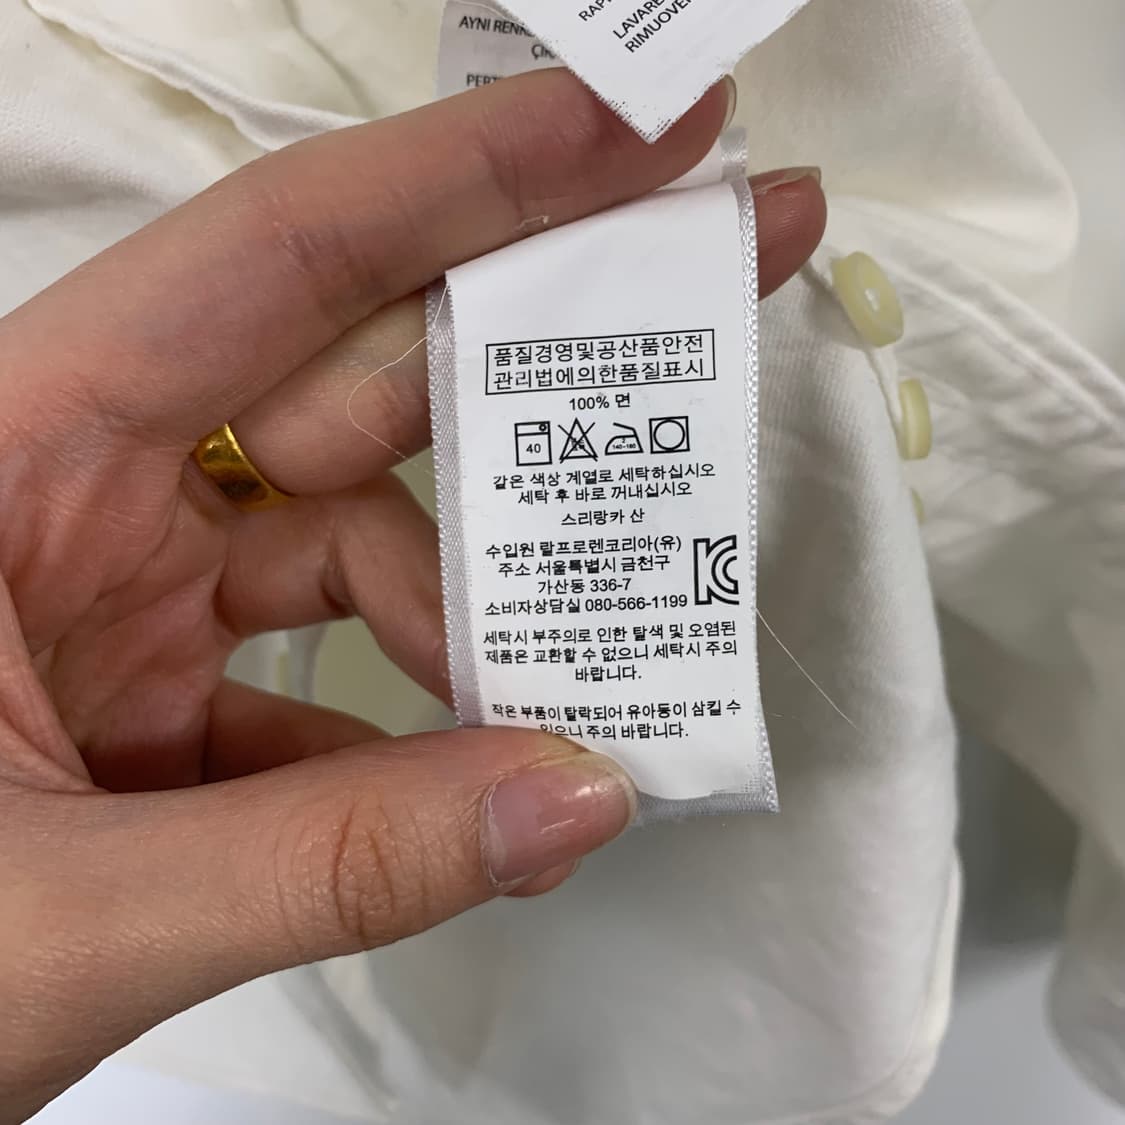 AYNI
RAP
LAVARE
RIMUOVE
품질경영및공산품안전
관리법에의한품질표시
100% 면
40 140-160
같은 색상 계열로 세탁하십시오
세탁 후 바로 꺼내십시오
스리랑카 산
수입원 랄프로렌코리아(유)
주소 서울특별시 금천구
가산동 336-7
소비자상담실 080-566-1199
세탁시 부주의로 인한 탈색 및 오염된
제품은 교환할 수 없으니 세탁시 주의
바랍니다.
작은 부품이 탈락되어 유아동이 삼킬 수
있으니 주의 바랍니다.